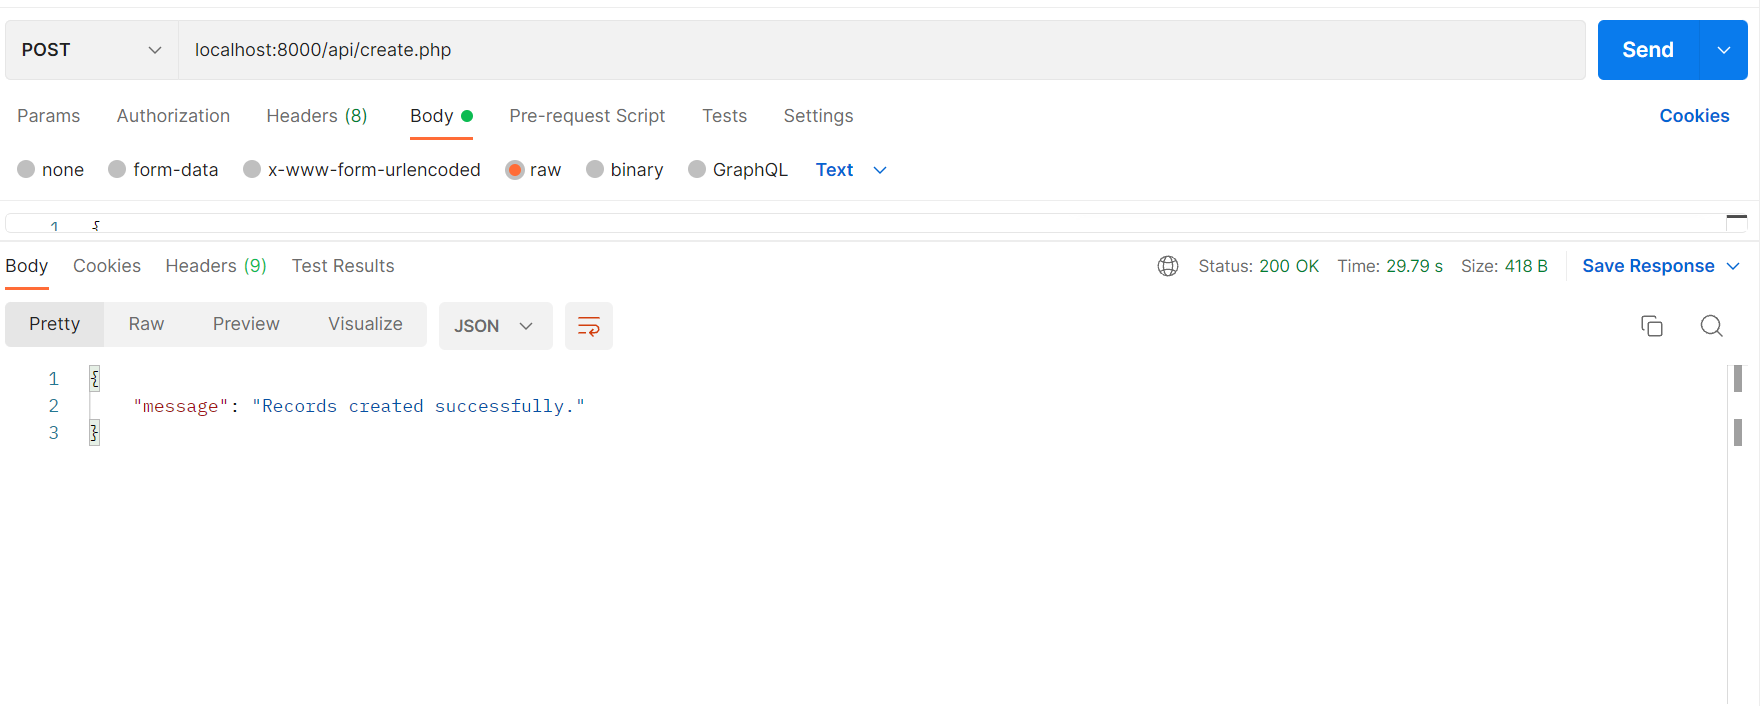 POST localhost:8000/api/create.php Send
Params Authorization Headers (8) Body Pre-request Script Tests Settings Cookies
none form-data x-www-form-urlencoded raw binary GraphQL Text
1 {
Body Cookies Headers (9) Test Results Status: 200 OK Time: 29.79 s Size: 418 B Save Response
Pretty Raw Preview Visualize JSON
1 {
2 "message": "Records created successfully."
3 }